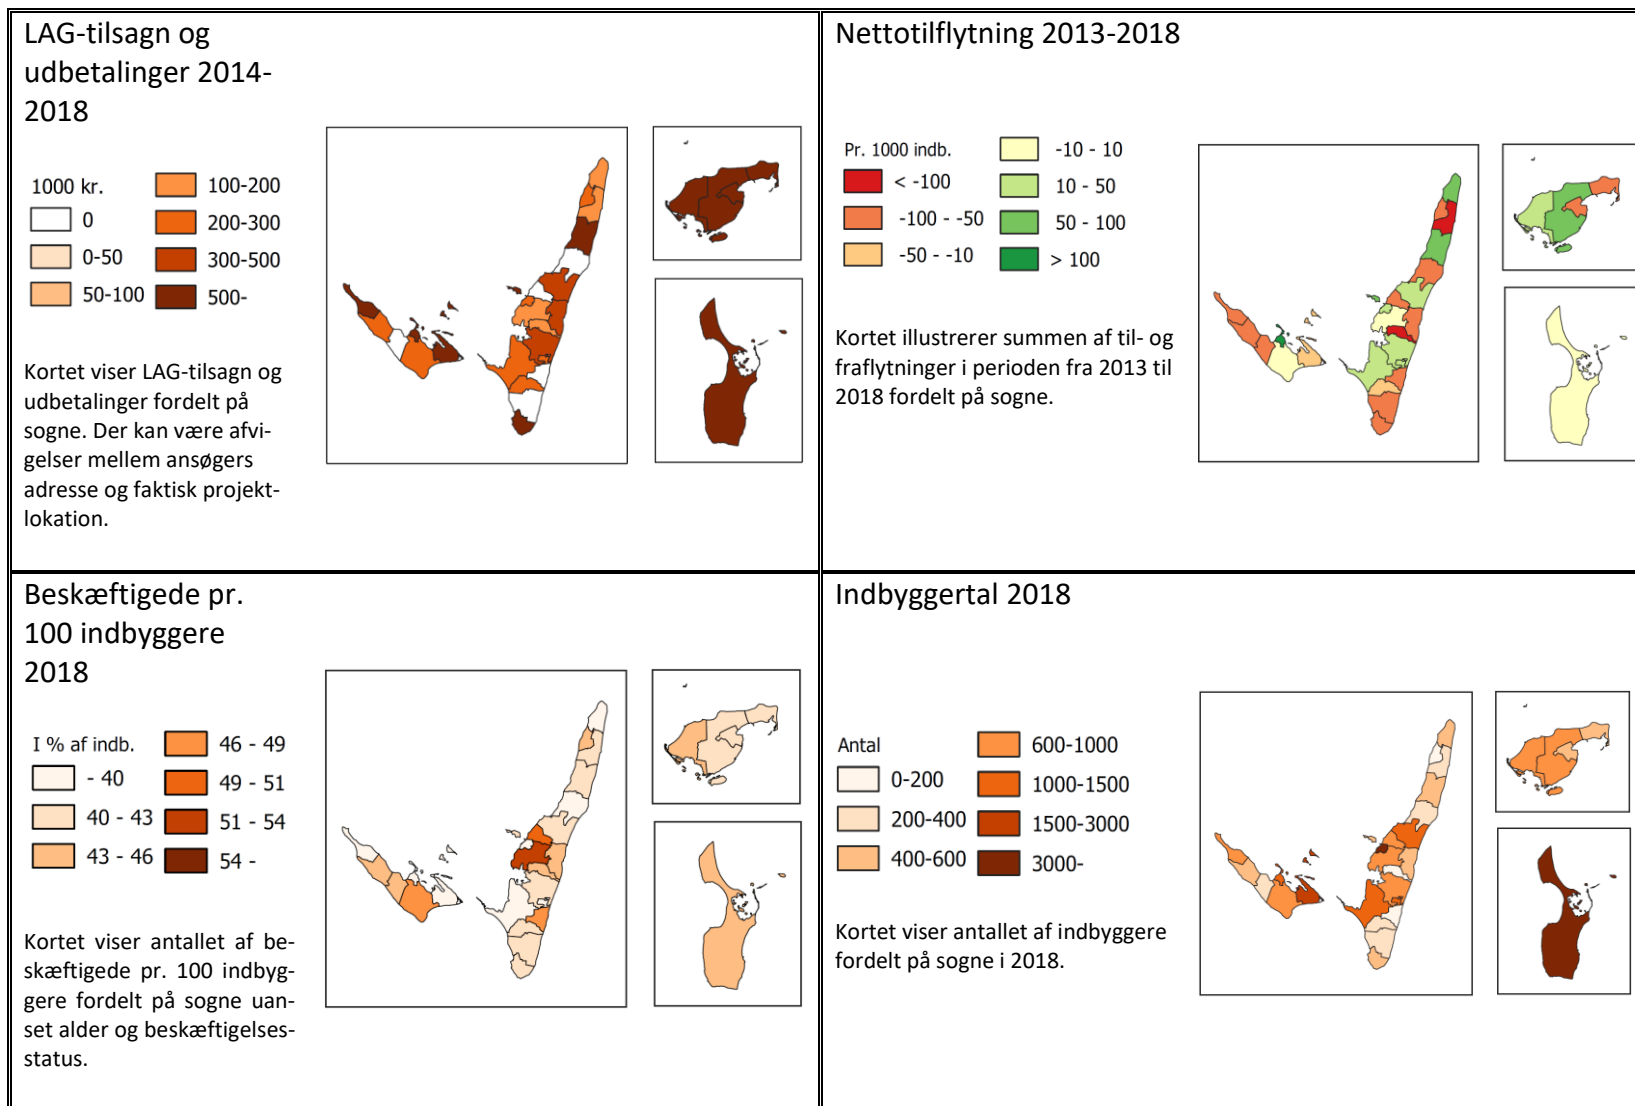 LAG-tilsagn og
udbetalinger 2014-
2018
1000 kr.
0
0-50
50-100
100-200
200-300
300-500
500-
Kortet viser LAG-tilsagn og
udbetalinger fordelt på
sogne. Der kan være afvi-
gelser mellem ansøgers
adresse og faktisk projekt-
lokation.
Nettotilflytning 2013-2018
Pr. 1000 indb.
< -100
-100 - -50
-50 - -10
-10 - 10
10 - 50
50 - 100
> 100
Kortet illustrerer summen af til- og
fraflytninger i perioden fra 2013 til
2018 fordelt på sogne.
Beskæftigede pr.
100 indbyggere
2018
I % af indb.
- 40
40 - 43
43 - 46
46 - 49
49 - 51
51 - 54
54 -
Kortet viser antallet af be-
skæftigede pr. 100 indbyg-
gere fordelt på sogne uan-
set alder og beskæftigelses-
status.
Indbyggertal 2018
Antal
0-200
200-400
400-600
600-1000
1000-1500
1500-3000
3000-
Kortet viser antallet af indbyggere
fordelt på sogne i 2018.